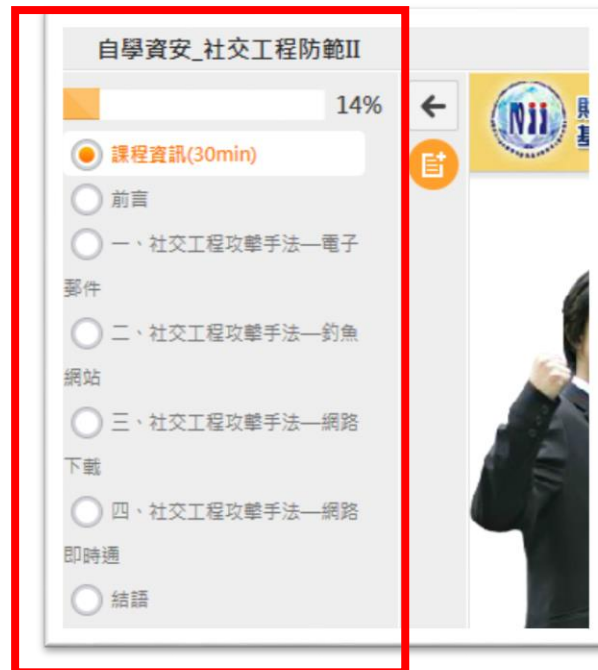 自學資安_社交工程防範II
14%
課程資訊(30min)
前言
一、社交工程攻擊手法—電子
郵件
二、社交工程攻擊手法—釣魚
網站
三、社交工程攻擊手法—網路
下載
四、社交工程攻擊手法—網路
即時通
結語
NII
基